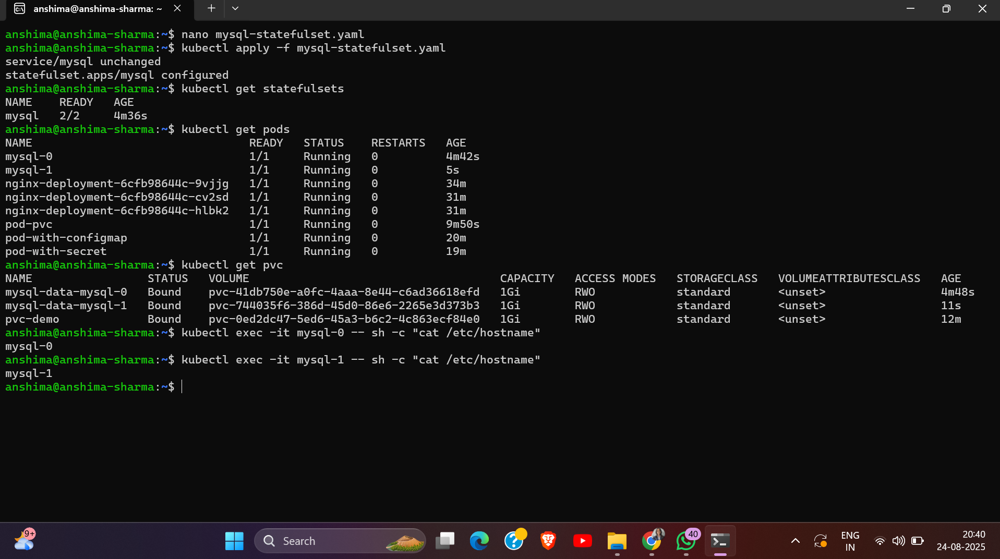 anshima@anshima-sharma: ~
anshima@anshima-sharma:~$ nano mysql-statefulset.yaml
anshima@anshima-sharma:~$ kubectl apply -f mysql-statefulset.yaml
service/mysql unchanged
statefulset.apps/mysql configured
anshima@anshima-sharma:~$ kubectl get statefulsets
NAME    READY   AGE
mysql   2/2     4m36s
anshima@anshima-sharma:~$ kubectl get pods
NAME                                READY   STATUS    RESTARTS   AGE
mysql-0                             1/1     Running   0          4m42s
mysql-1                             1/1     Running   0          5s
nginx-deployment-6cfb98644c-9vjjg   1/1     Running   0          34m
nginx-deployment-6cfb98644c-cv2sd   1/1     Running   0          31m
nginx-deployment-6cfb98644c-hlbk2   1/1     Running   0          31m
pod-pvc                             1/1     Running   0          9m50s
pod-with-configmap                  1/1     Running   0          20m
pod-with-secret                     1/1     Running   0          19m
anshima@anshima-sharma:~$ kubectl get pvc
NAME                 STATUS   VOLUME                                     CAPACITY   ACCESS MODES   STORAGECLASS   VOLUMEATTRIBUTESCLASS   AGE
mysql-data-mysql-0   Bound    pvc-41db750e-a0fc-4aaa-8e44-c6ad36618efd   1Gi        RWO            standard       <unset>                 4m48s
mysql-data-mysql-1   Bound    pvc-744035f6-386d-45d0-86e6-2265e3d373b3   1Gi        RWO            standard       <unset>                 11s
pvc-demo             Bound    pvc-0ed2dc47-5ed6-45a3-b6c2-4c863ecf84e0   1Gi        RWO            standard       <unset>                 12m
anshima@anshima-sharma:~$ kubectl exec -it mysql-0 -- sh -c "cat /etc/hostname"
mysql-0
anshima@anshima-sharma:~$ kubectl exec -it mysql-1 -- sh -c "cat /etc/hostname"
mysql-1
anshima@anshima-sharma:~$
9+
Search
40
ENG
IN
20:40
24-08-2025